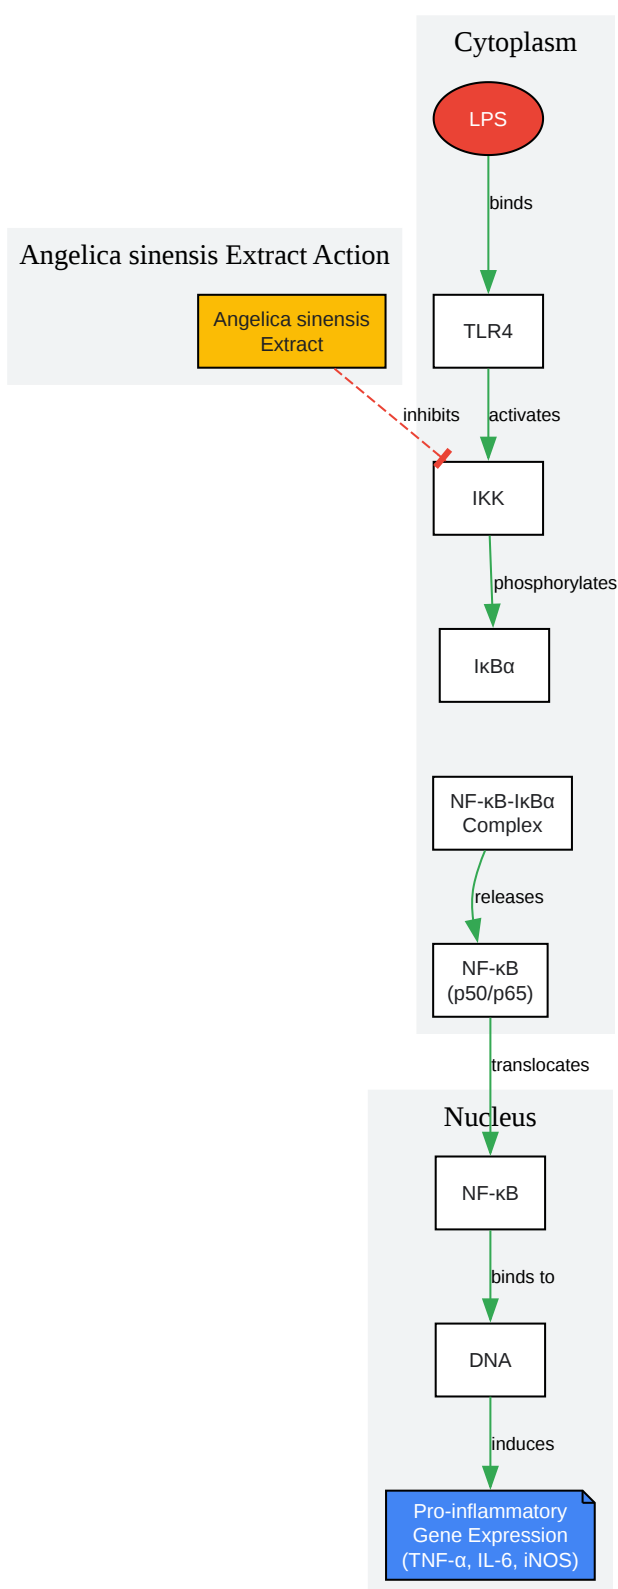 Cytoplasm
LPS
binds
Angelica sinensis Extract Action
Angelica sinensis
Extract
TLR4
inhibits
activates
IKK
phosphorylates
IκBα
NF-κB-IκBα
Complex
releases
NF-κB
(p50/p65)
translocates
Nucleus
NF-κB
binds to
DNA
induces
Pro-inflammatory
Gene Expression
(TNF-α, IL-6, iNOS)